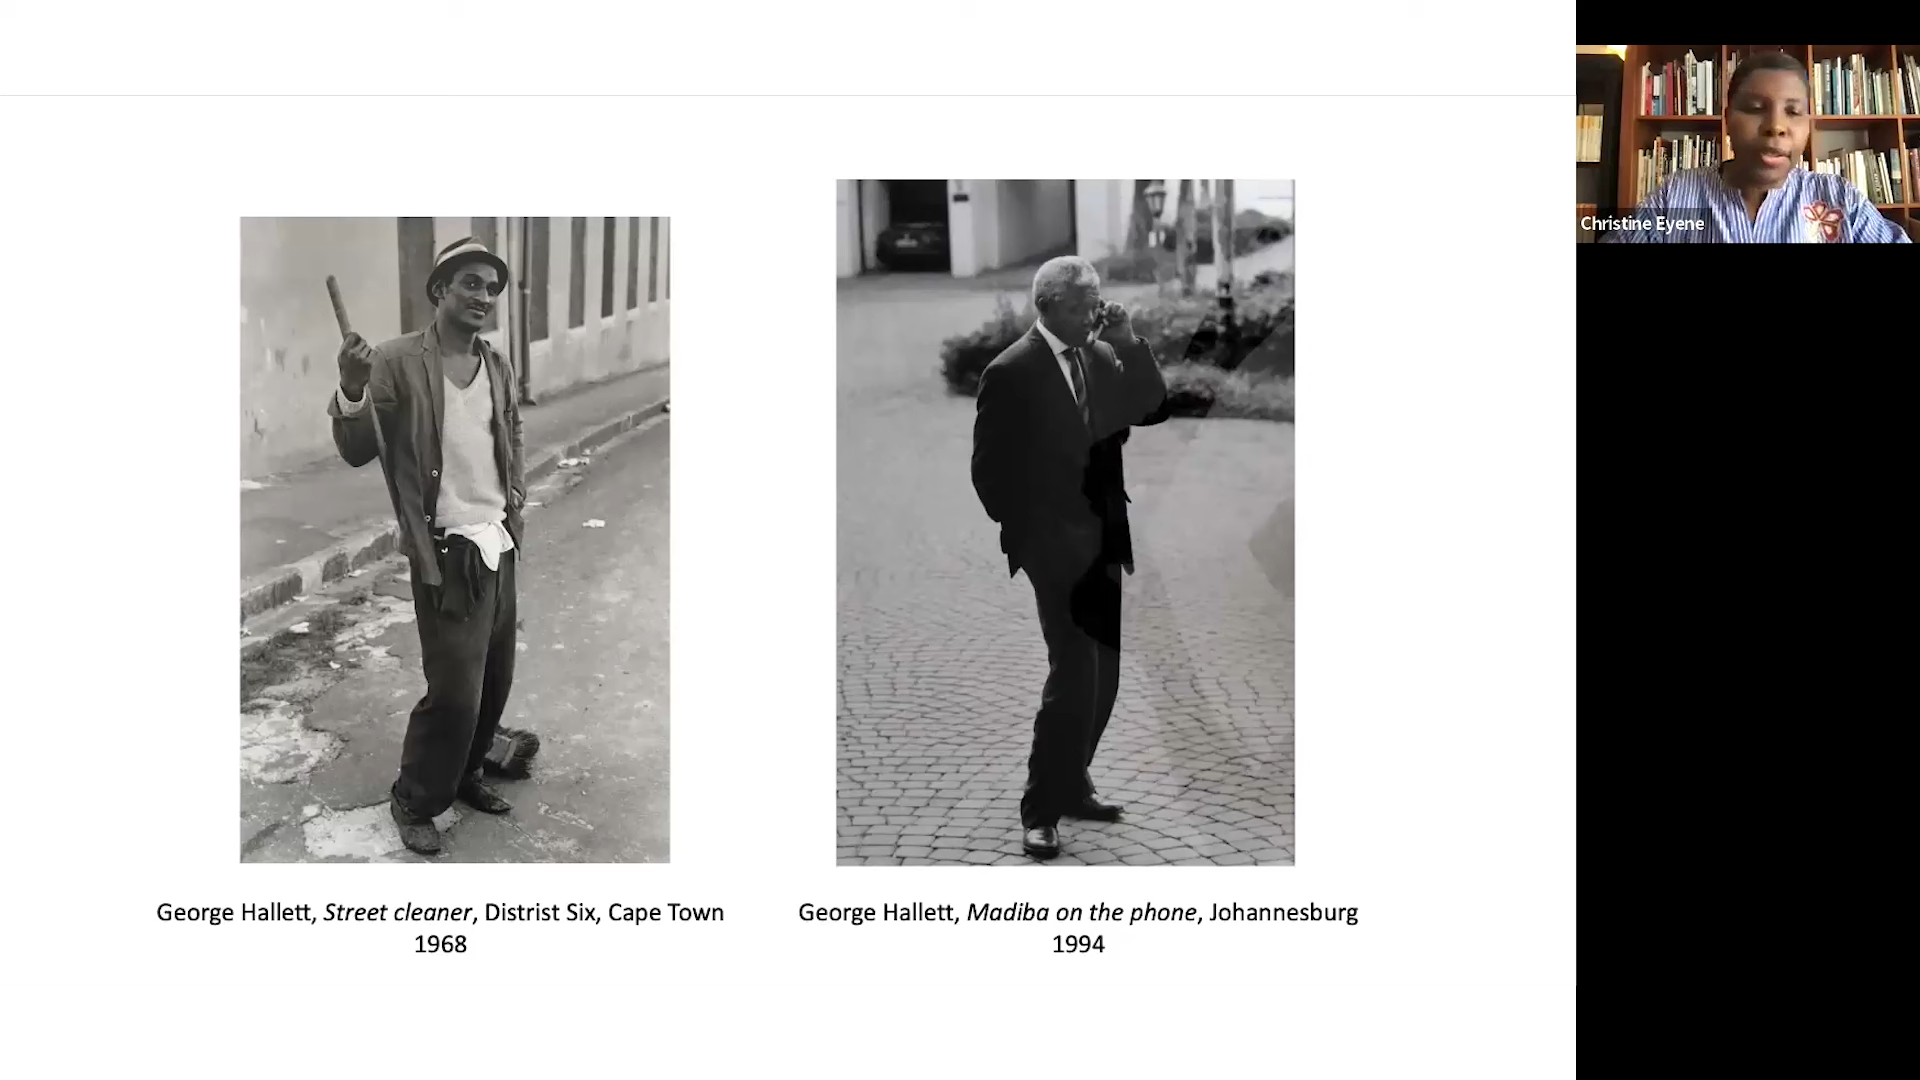 Christine Eyene
George Hallett, Street cleaner, Distrist Six, Cape Town
1968
George Hallett, Madiba on the phone, Johannesburg
1994